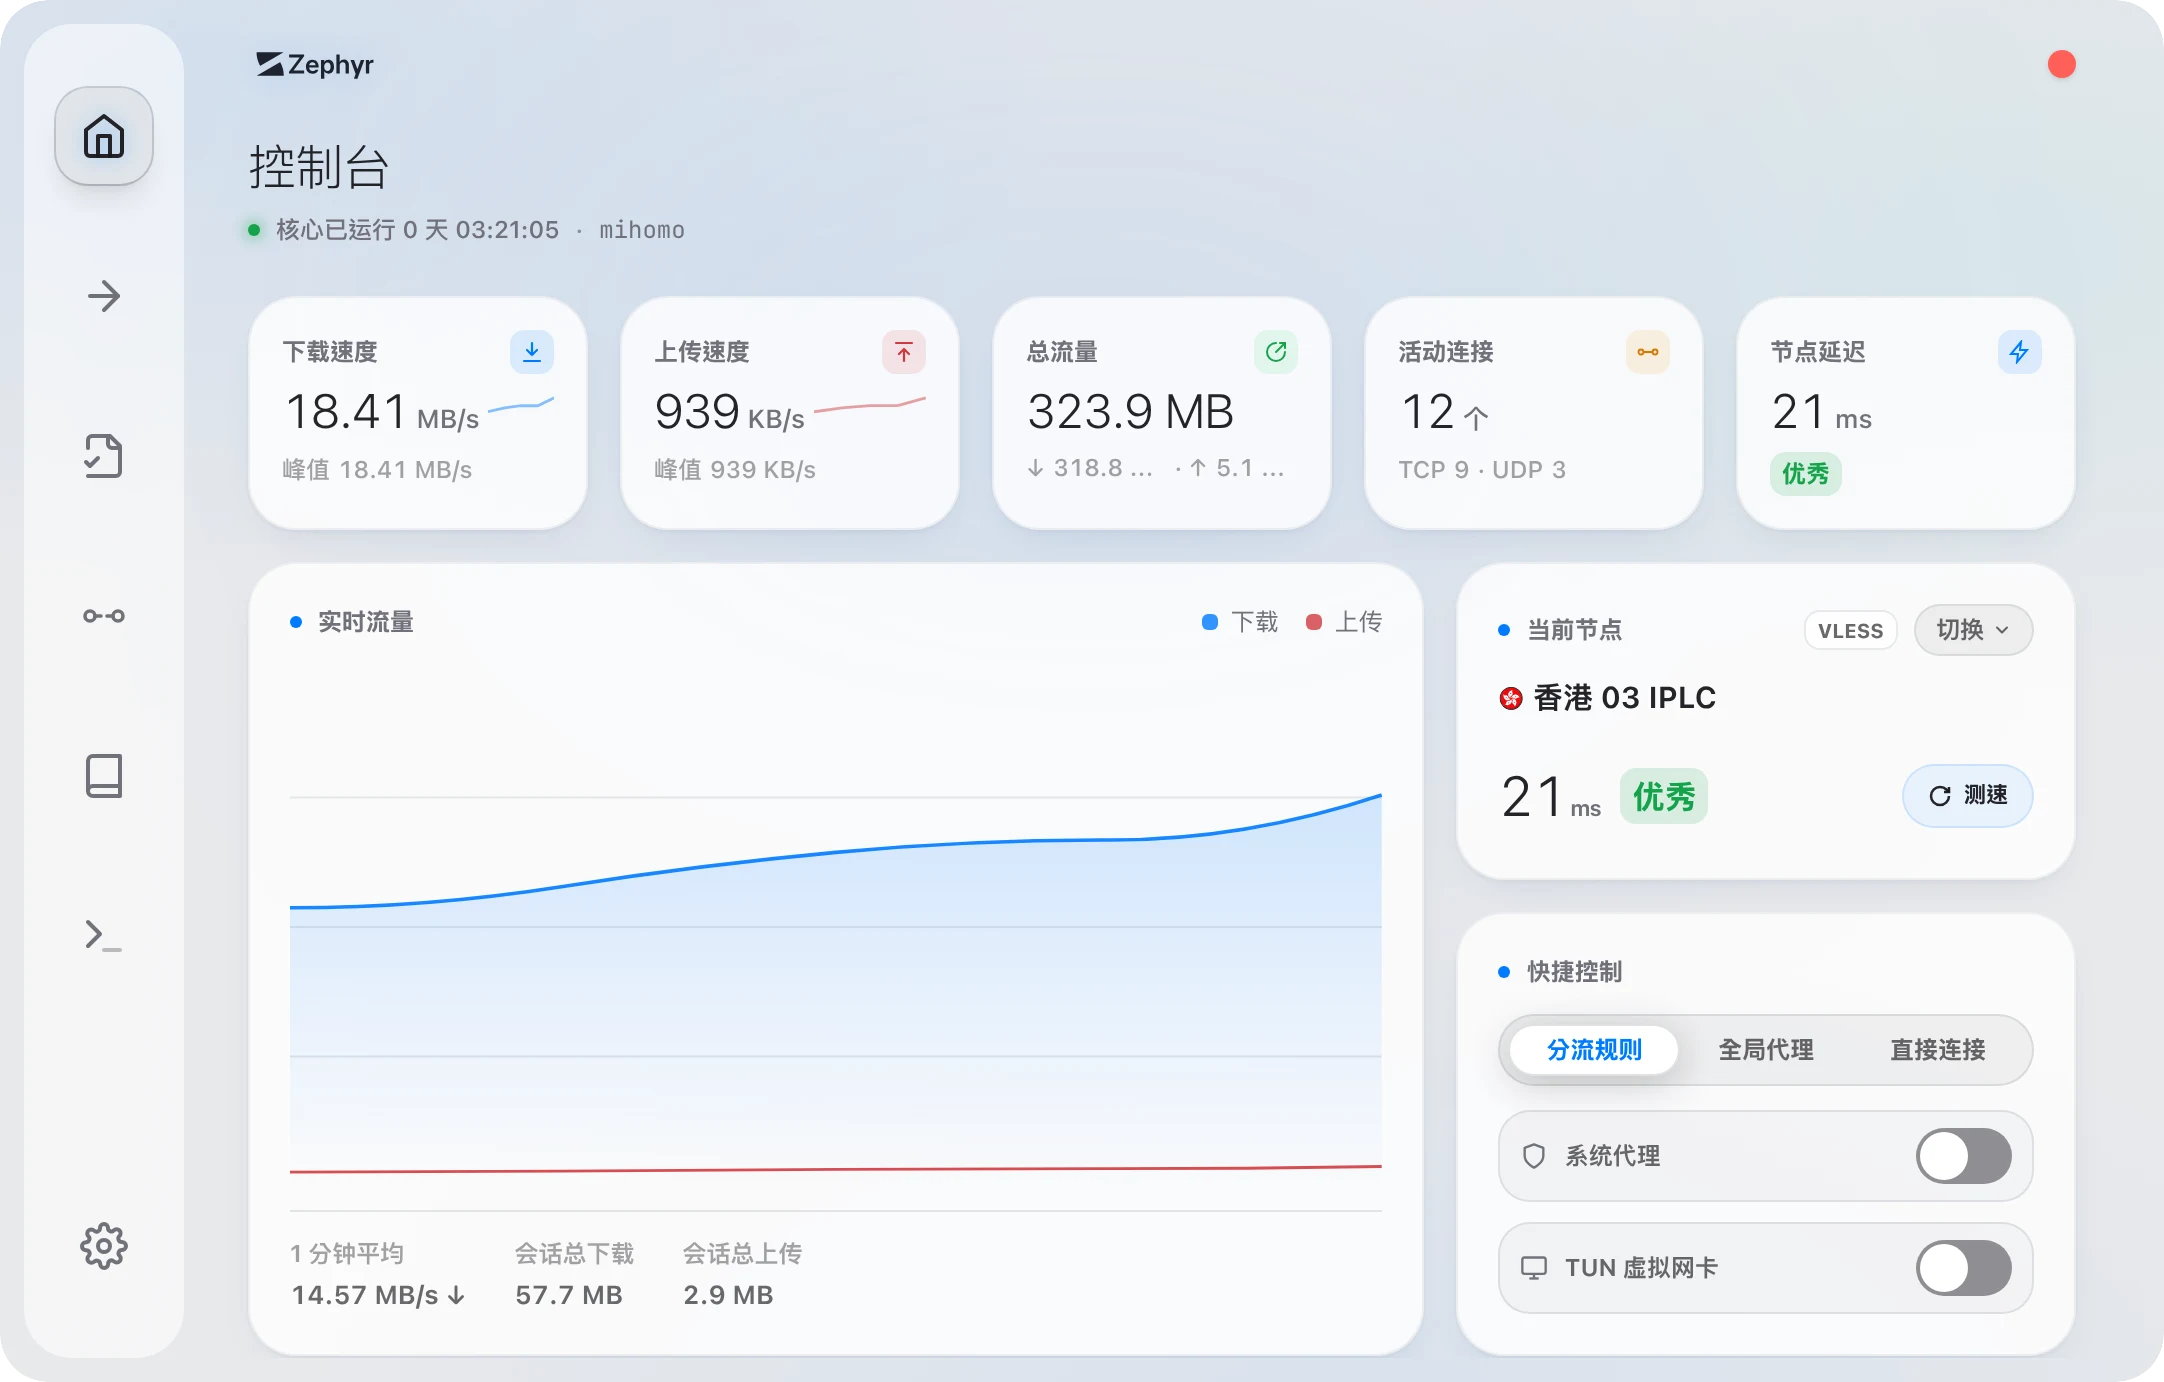 Zephyr
控制台
核心已运行 0 天 03:21:05 · mihomo
下载速度
18.41 MB/s
峰值 18.41 MB/s
上传速度
939 KB/s
峰值 939 KB/s
总流量
323.9 MB
↓ 318.8 ... · ↑ 5.1 ...
活动连接
12 个
TCP 9 · UDP 3
节点延迟
21 ms
优秀
实时流量
下载 上传
1 分钟平均
14.57 MB/s ↓
会话总下载
57.7 MB
会话总上传
2.9 MB
当前节点
VLESS
切换
香港 03 IPLC
21 ms 优秀
测速
快捷控制
分流规则 全局代理 直接连接
系统代理
TUN 虚拟网卡